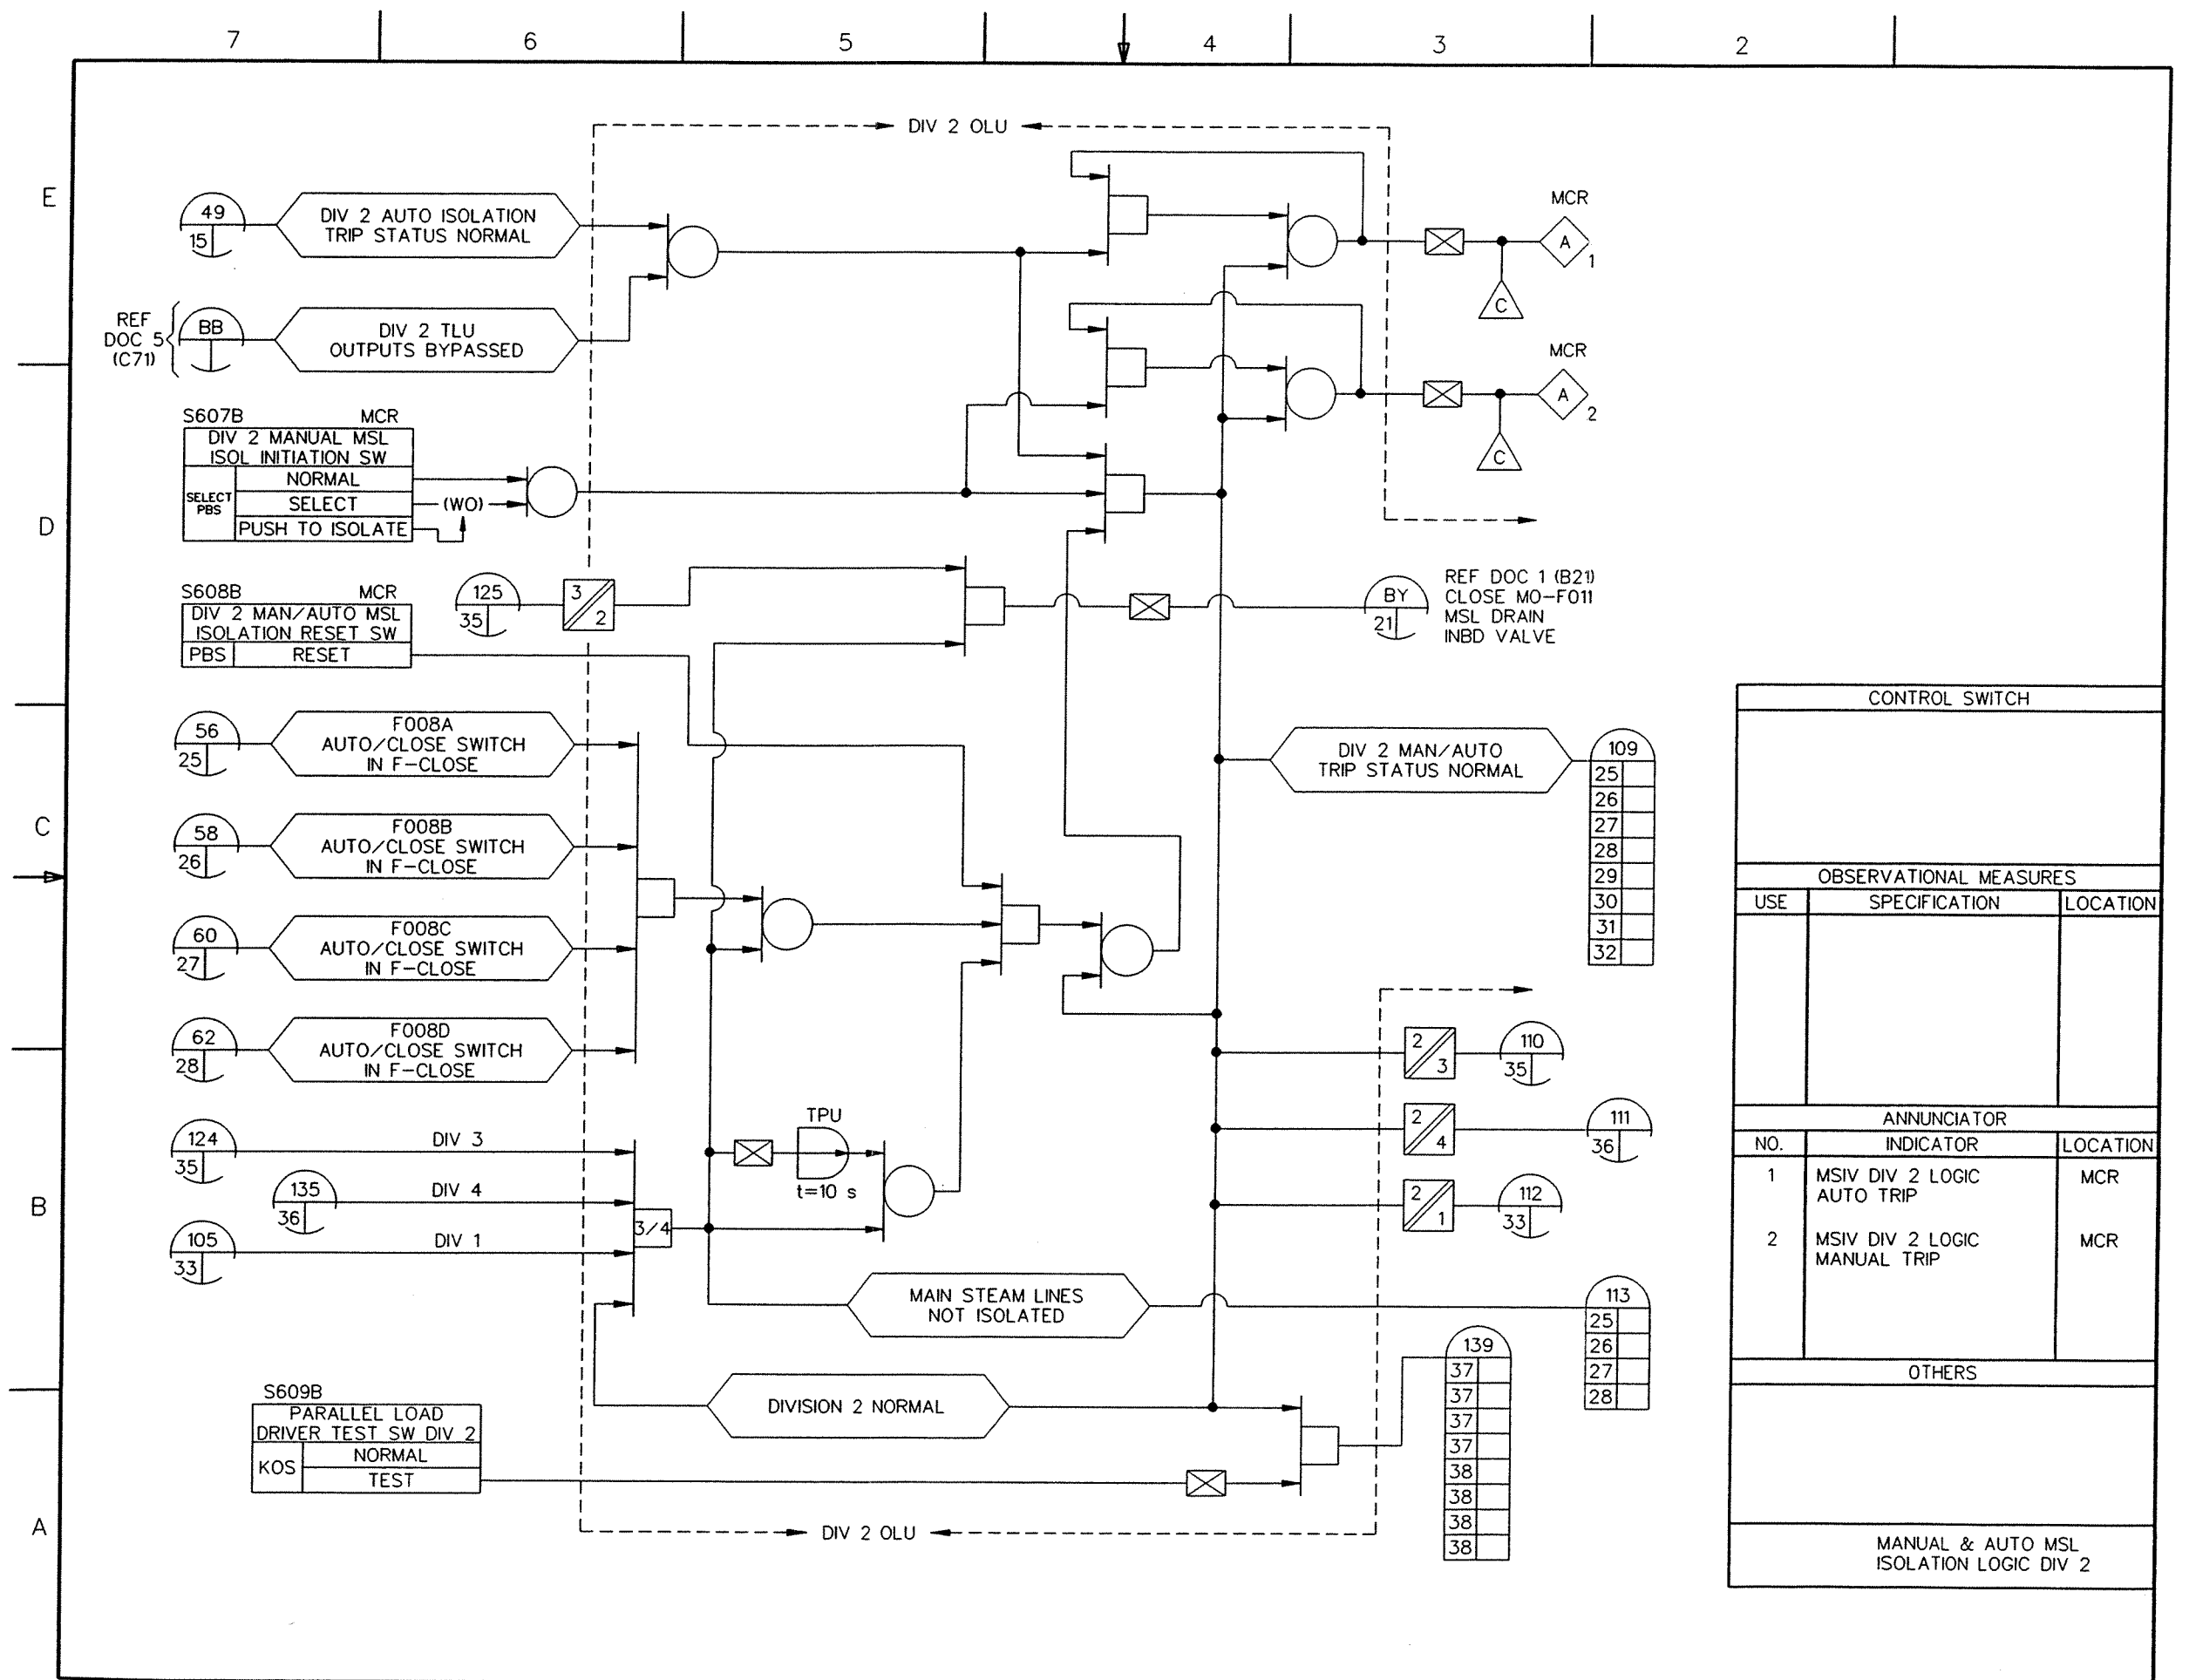 7 6 5 4 3 2
E
D
C
B
A
DIV 2 OLU
49
15
DIV 2 AUTO ISOLATION
TRIP STATUS NORMAL
REF
DOC 5
(C71)
BB
DIV 2 TLU
OUTPUTS BYPASSED
MCR
A
1
C
MCR
A
2
C
S607B MCR
DIV 2 MANUAL MSL
ISOL INITIATION SW
SELECT
PBS
NORMAL
SELECT
PUSH TO ISOLATE
(WO)
S608B MCR
DIV 2 MAN/AUTO MSL
ISOLATION RESET SW
PBS RESET
125
35
3
2
BY
21
REF DOC 1 (B21)
CLOSE MO-F011
MSL DRAIN
INBD VALVE
56
25
F008A
AUTO/CLOSE SWITCH
IN F-CLOSE
58
26
F008B
AUTO/CLOSE SWITCH
IN F-CLOSE
60
27
F008C
AUTO/CLOSE SWITCH
IN F-CLOSE
62
28
F008D
AUTO/CLOSE SWITCH
IN F-CLOSE
DIV 2 MAN/AUTO
TRIP STATUS NORMAL
109
25
26
27
28
29
30
31
32
2
3
110
35
2
4
111
36
2
1
112
33
124
35
DIV 3
135
36
DIV 4
105
33
DIV 1
3/4
TPU
t=10 s
MAIN STEAM LINES
NOT ISOLATED
113
25
26
27
28
DIVISION 2 NORMAL
139
37
37
37
37
38
38
38
38
S609B
PARALLEL LOAD
DRIVER TEST SW DIV 2
KOS
NORMAL
TEST
DIV 2 OLU
CONTROL SWITCH
OBSERVATIONAL MEASURES
USE SPECIFICATION LOCATION
ANNUNCIATOR
NO. INDICATOR LOCATION
1 MSIV DIV 2 LOGIC MCR
AUTO TRIP
2 MSIV DIV 2 LOGIC MCR
MANUAL TRIP
OTHERS
MANUAL & AUTO MSL
ISOLATION LOGIC DIV 2